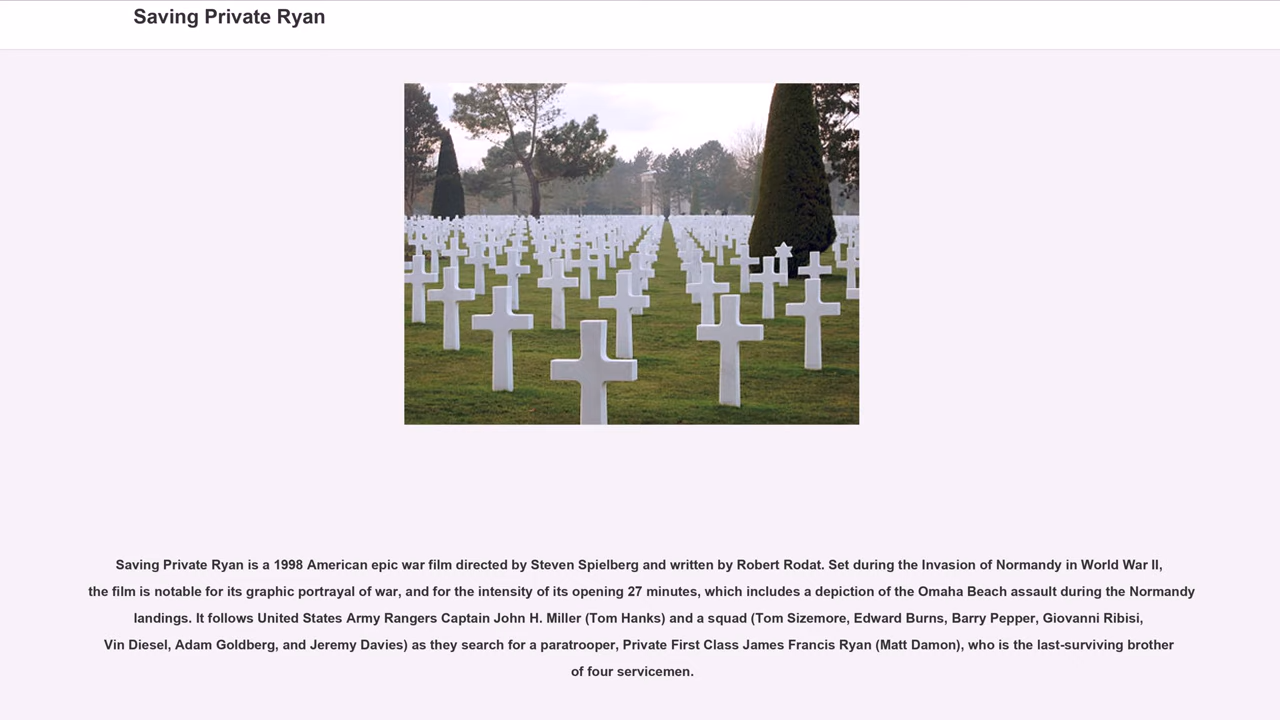 Saving Private Ryan
Saving Private Ryan is a 1998 American epic war film directed by Steven Spielberg and written by Robert Rodat. Set during the Invasion of Normandy in World War II,
the film is notable for its graphic portrayal of war, and for the intensity of its opening 27 minutes, which includes a depiction of the Omaha Beach assault during the Normandy
landings. It follows United States Army Rangers Captain John H. Miller (Tom Hanks) and a squad (Tom Sizemore, Edward Burns, Barry Pepper, Giovanni Ribisi,
Vin Diesel, Adam Goldberg, and Jeremy Davies) as they search for a paratrooper, Private First Class James Francis Ryan (Matt Damon), who is the last-surviving brother
of four servicemen.